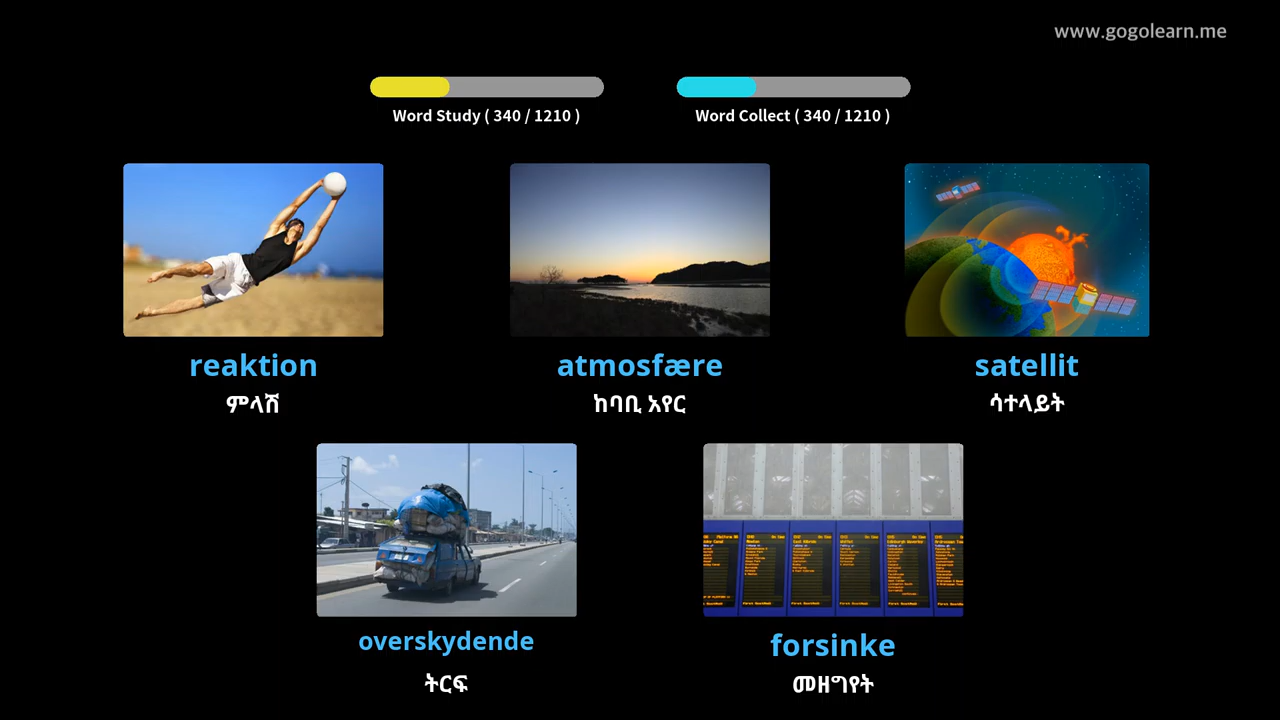 www.gogolearn.me
Word Study ( 340 / 1210 )
Word Collect ( 340 / 1210 )
reaktion
ምላሽ
atmosfære
ከባቢ አየር
satellit
ሳተላይት
overskydende
ትርፍ
forsinke
መዘግየት